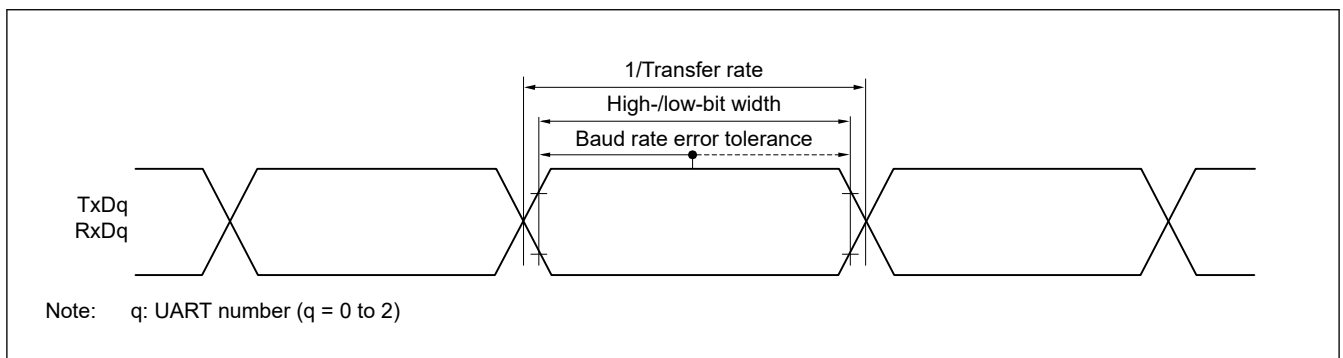 1/Transfer rate
High-/low-bit width
Baud rate error tolerance
TxDq
RxDq
Note: q: UART number (q = 0 to 2)